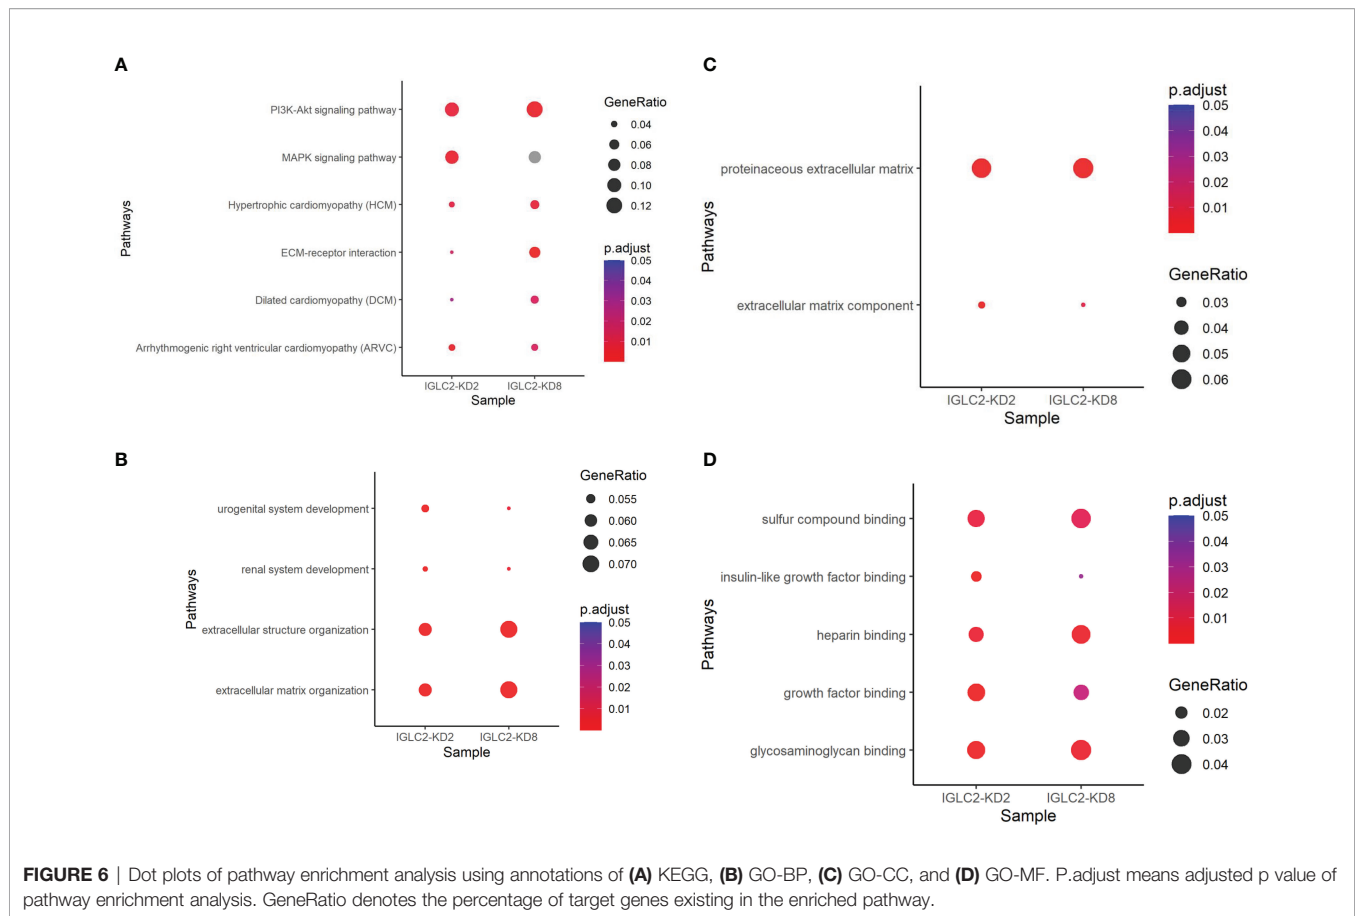 A
PI3K-Akt signaling pathway
MAPK signaling pathway
Hypertrophic cardiomyopathy (HCM)
ECM-receptor interaction
Dilated cardiomyopathy (DCM)
Arrhythmogenic right ventricular cardiomyopathy (ARVC)
Pathways
IGLC2-KD2 IGLC2-KD8
Sample
GeneRatio
0.04
0.06
0.08
0.10
0.12
p.adjust
0.05
0.04
0.03
0.02
0.01
C
proteinaceous extracellular matrix
extracellular matrix component
Pathways
IGLC2-KD2 IGLC2-KD8
Sample
p.adjust
0.05
0.04
0.03
0.02
0.01
GeneRatio
0.03
0.04
0.05
0.06
B
urogenital system development
renal system development
extracellular structure organization
extracellular matrix organization
Pathways
IGLC2-KD2 IGLC2-KD8
Sample
GeneRatio
0.055
0.060
0.065
0.070
p.adjust
0.05
0.04
0.03
0.02
0.01
D
sulfur compound binding
insulin-like growth factor binding
heparin binding
growth factor binding
glycosaminoglycan binding
Pathways
IGLC2-KD2 IGLC2-KD8
Sample
p.adjust
0.05
0.04
0.03
0.02
0.01
GeneRatio
0.02
0.03
0.04
FIGURE 6 | Dot plots of pathway enrichment analysis using annotations of (A) KEGG, (B) GO-BP, (C) GO-CC, and (D) GO-MF. P.adjust means adjusted p value of
pathway enrichment analysis. GeneRatio denotes the percentage of target genes existing in the enriched pathway.